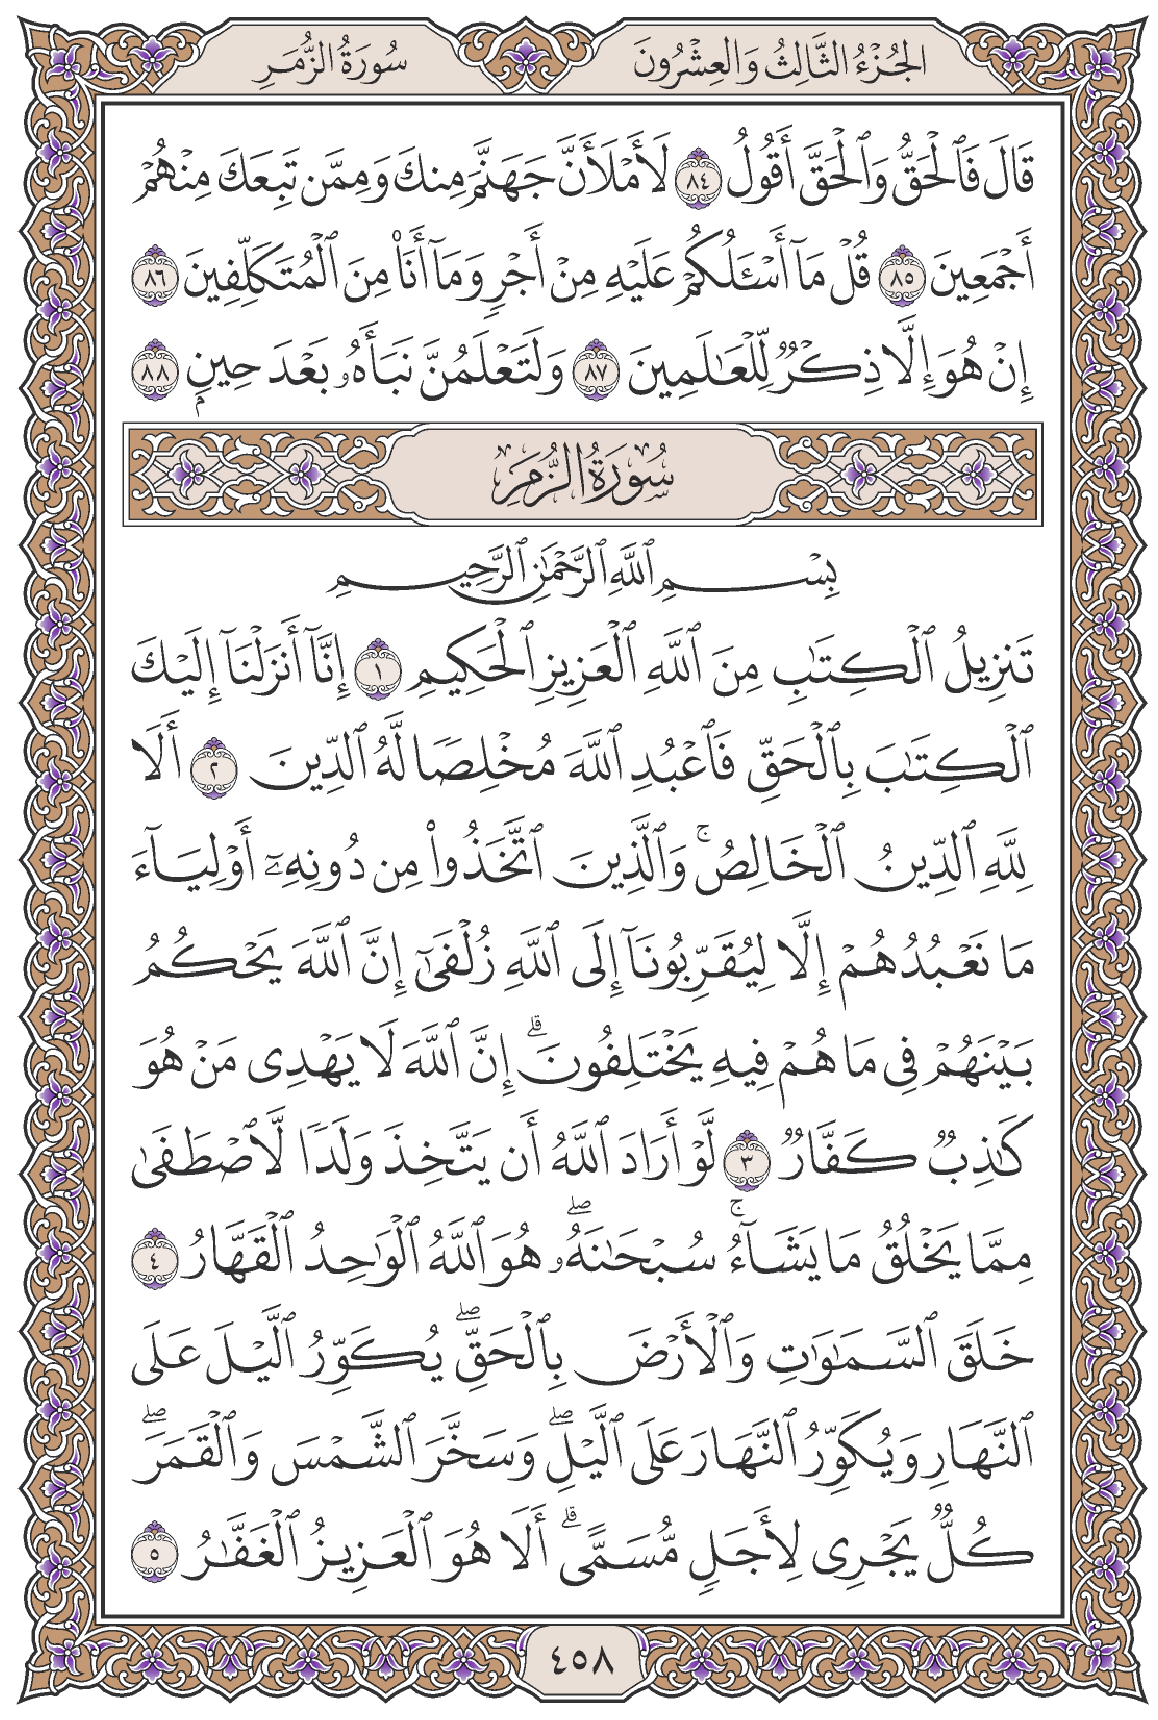 الجُزْءُ الثَّالِثُ وَالعِشْرُونَ
سُورَةُ الزُّمَرِ
قَالَ فَٱلْحَقُّ وَٱلْحَقَّ أَقُولُ ٨٤ لَأَمْلَأَنَّ جَهَنَّمَ مِنكَ وَمِمَّن تَبِعَكَ مِنْهُمْ
أَجْمَعِينَ ٨٥ قُلْ مَآ أَسْـَٔلُكُمْ عَلَيْهِ مِنْ أَجْرٍ وَمَآ أَنَا۠ مِنَ ٱلْمُتَكَلِّفِينَ ٨٦
إِنْ هُوَ إِلَّا ذِكْرٌ لِّلْعَـٰلَمِينَ ٨٧ وَلَتَعْلَمُنَّ نَبَأَهُۥ بَعْدَ حِينٍۭ ٨٨
سُورَةُ الزُّمَرِ
بِسْمِ ٱللَّهِ ٱلرَّحْمَـٰنِ ٱلرَّحِيمِ
تَنزِيلُ ٱلْكِتَـٰبِ مِنَ ٱللَّهِ ٱلْعَزِيزِ ٱلْحَكِيمِ ١ إِنَّآ أَنزَلْنَآ إِلَيْكَ
ٱلْكِتَـٰبَ بِٱلْحَقِّ فَٱعْبُدِ ٱللَّهَ مُخْلِصًا لَّهُ ٱلدِّينَ ٢ أَلَا
لِلَّهِ ٱلدِّينُ ٱلْخَالِصُ ۚ وَٱلَّذِينَ ٱتَّخَذُوا۟ مِن دُونِهِۦٓ أَوْلِيَآءَ
مَا نَعْبُدُهُمْ إِلَّا لِيُقَرِّبُونَآ إِلَى ٱللَّهِ زُلْفَىٰٓ إِنَّ ٱللَّهَ يَحْكُمُ
بَيْنَهُمْ فِى مَا هُمْ فِيهِ يَخْتَلِفُونَ ۗ إِنَّ ٱللَّهَ لَا يَهْدِى مَنْ هُوَ
كَـٰذِبٌ كَفَّارٌ ٣ لَّوْ أَرَادَ ٱللَّهُ أَن يَتَّخِذَ وَلَدًا لَّٱصْطَفَىٰ
مِمَّا يَخْلُقُ مَا يَشَآءُ ۚ سُبْحَـٰنَهُۥ ۖ هُوَ ٱللَّهُ ٱلْوَٰحِدُ ٱلْقَهَّارُ ٤
خَلَقَ ٱلسَّمَـٰوَٰتِ وَٱلْأَرْضَ بِٱلْحَقِّ ۖ يُكَوِّرُ ٱلَّيْلَ عَلَى
ٱلنَّهَارِ وَيُكَوِّرُ ٱلنَّهَارَ عَلَى ٱلَّيْلِ ۖ وَسَخَّرَ ٱلشَّمْسَ وَٱلْقَمَرَ ۖ
كُلٌّ يَجْرِى لِأَجَلٍ مُّسَمًّى ۗ أَلَا هُوَ ٱلْعَزِيزُ ٱلْغَفَّـٰرُ ٥
٤٥٨